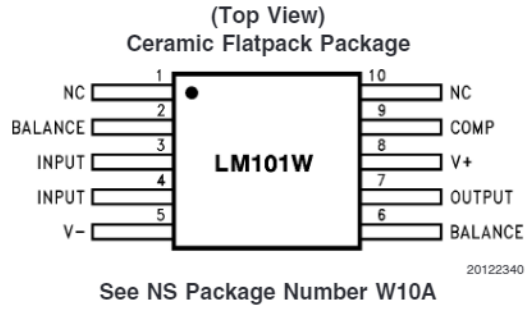 (Top View)
Ceramic Flatpack Package
1 10
NC NC
2 9
BALANCE COMP
3 8
INPUT LM101W V+
4 7
INPUT OUTPUT
5 6
V- BALANCE
20122340
See NS Package Number W10A